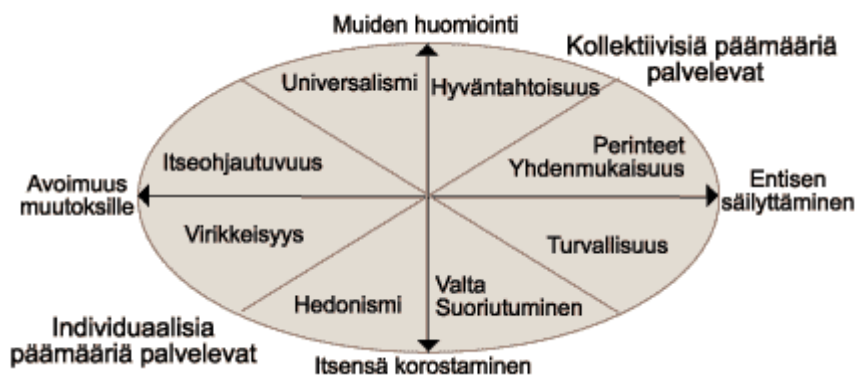 Muiden huomiointi
Kollektiivisiä päämääriä
palvelevat
Universalismi
Hyväntahtoisuus
Itseohjautuvuus
Perinteet
Yhdenmukaisuus
Avoimuus
muutoksille
Entisen
säilyttäminen
Virikkeisyys
Turvallisuus
Hedonismi
Valta
Suoriutuminen
Individuaalisia
päämääriä palvelevat
Itsensä korostaminen